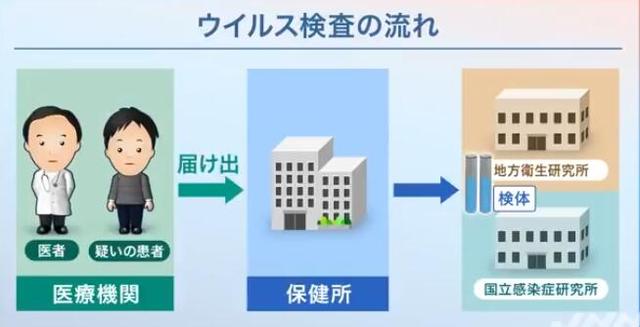 ウイルス検査の流れ
医者
疑いの患者
医療機関
届け出
保健所
地方衛生研究所
検体
国立感染症研究所